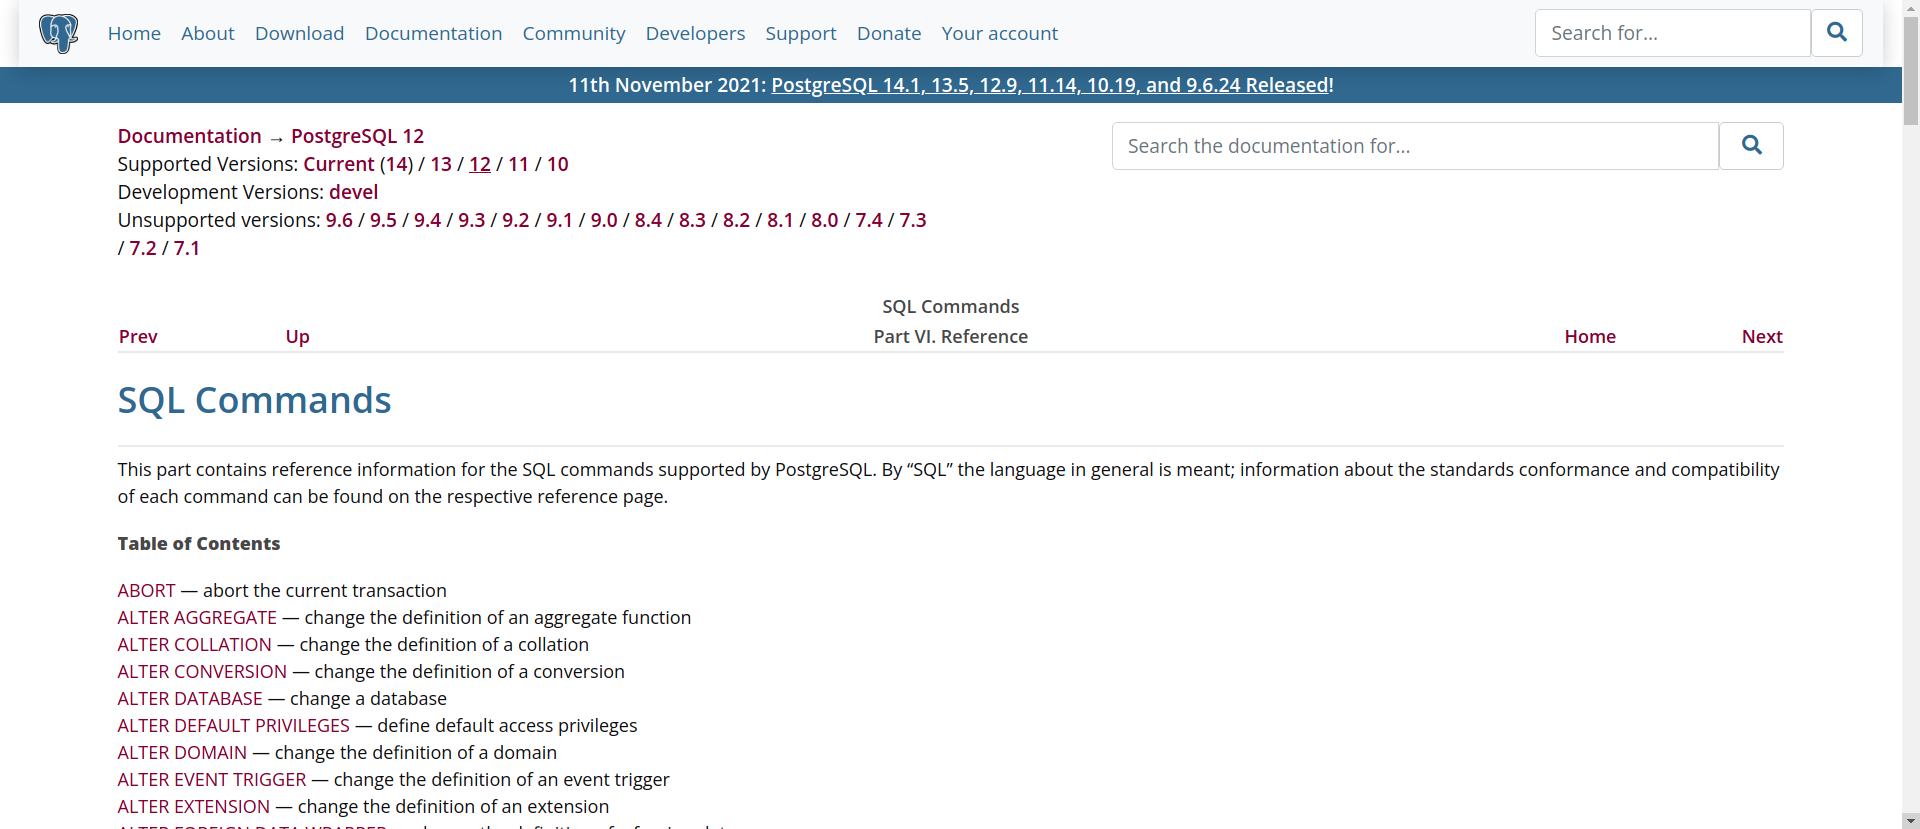 Home About Download Documentation Community Developers Support Donate Your account Search for...
11th November 2021: PostgreSQL 14.1, 13.5, 12.9, 11.14, 10.19, and 9.6.24 Released!
Documentation → PostgreSQL 12
Search the documentation for...
Supported Versions: Current (14) / 13 / 12 / 11 / 10
Development Versions: devel
Unsupported versions: 9.6 / 9.5 / 9.4 / 9.3 / 9.2 / 9.1 / 9.0 / 8.4 / 8.3 / 8.2 / 8.1 / 8.0 / 7.4 / 7.3
/ 7.2 / 7.1
SQL Commands
Prev Up Part VI. Reference Home Next
SQL Commands
This part contains reference information for the SQL commands supported by PostgreSQL. By “SQL” the language in general is meant; information about the standards conformance and compatibility
of each command can be found on the respective reference page.
Table of Contents
ABORT — abort the current transaction
ALTER AGGREGATE — change the definition of an aggregate function
ALTER COLLATION — change the definition of a collation
ALTER CONVERSION — change the definition of a conversion
ALTER DATABASE — change a database
ALTER DEFAULT PRIVILEGES — define default access privileges
ALTER DOMAIN — change the definition of a domain
ALTER EVENT TRIGGER — change the definition of an event trigger
ALTER EXTENSION — change the definition of an extension